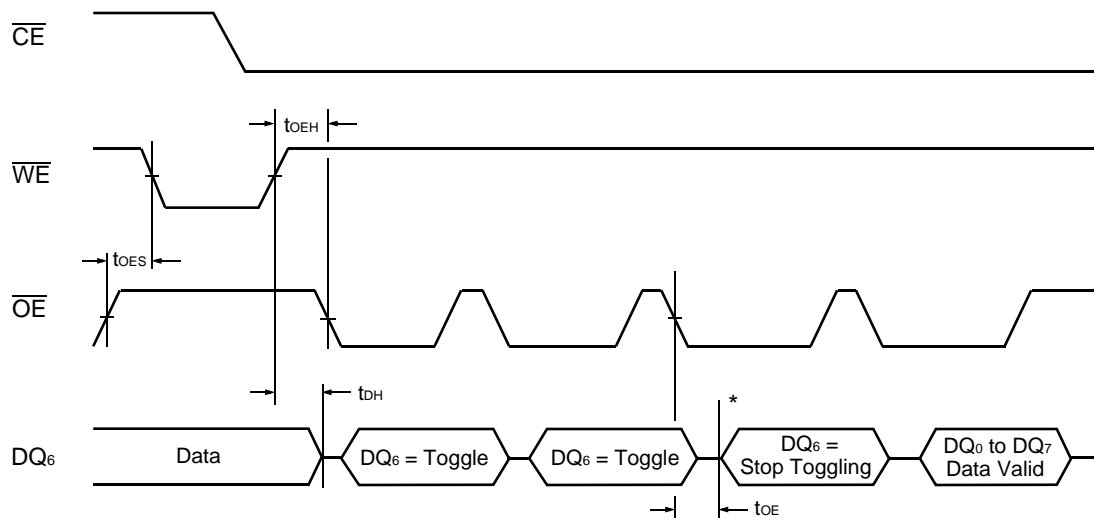 CE
tOEH
WE
tOES
OE
tDH
*
DQ6
Data
DQ6 = Toggle
DQ6 = Toggle
DQ6 =
Stop Toggling
DQ0 to DQ7
Data Valid
tOE